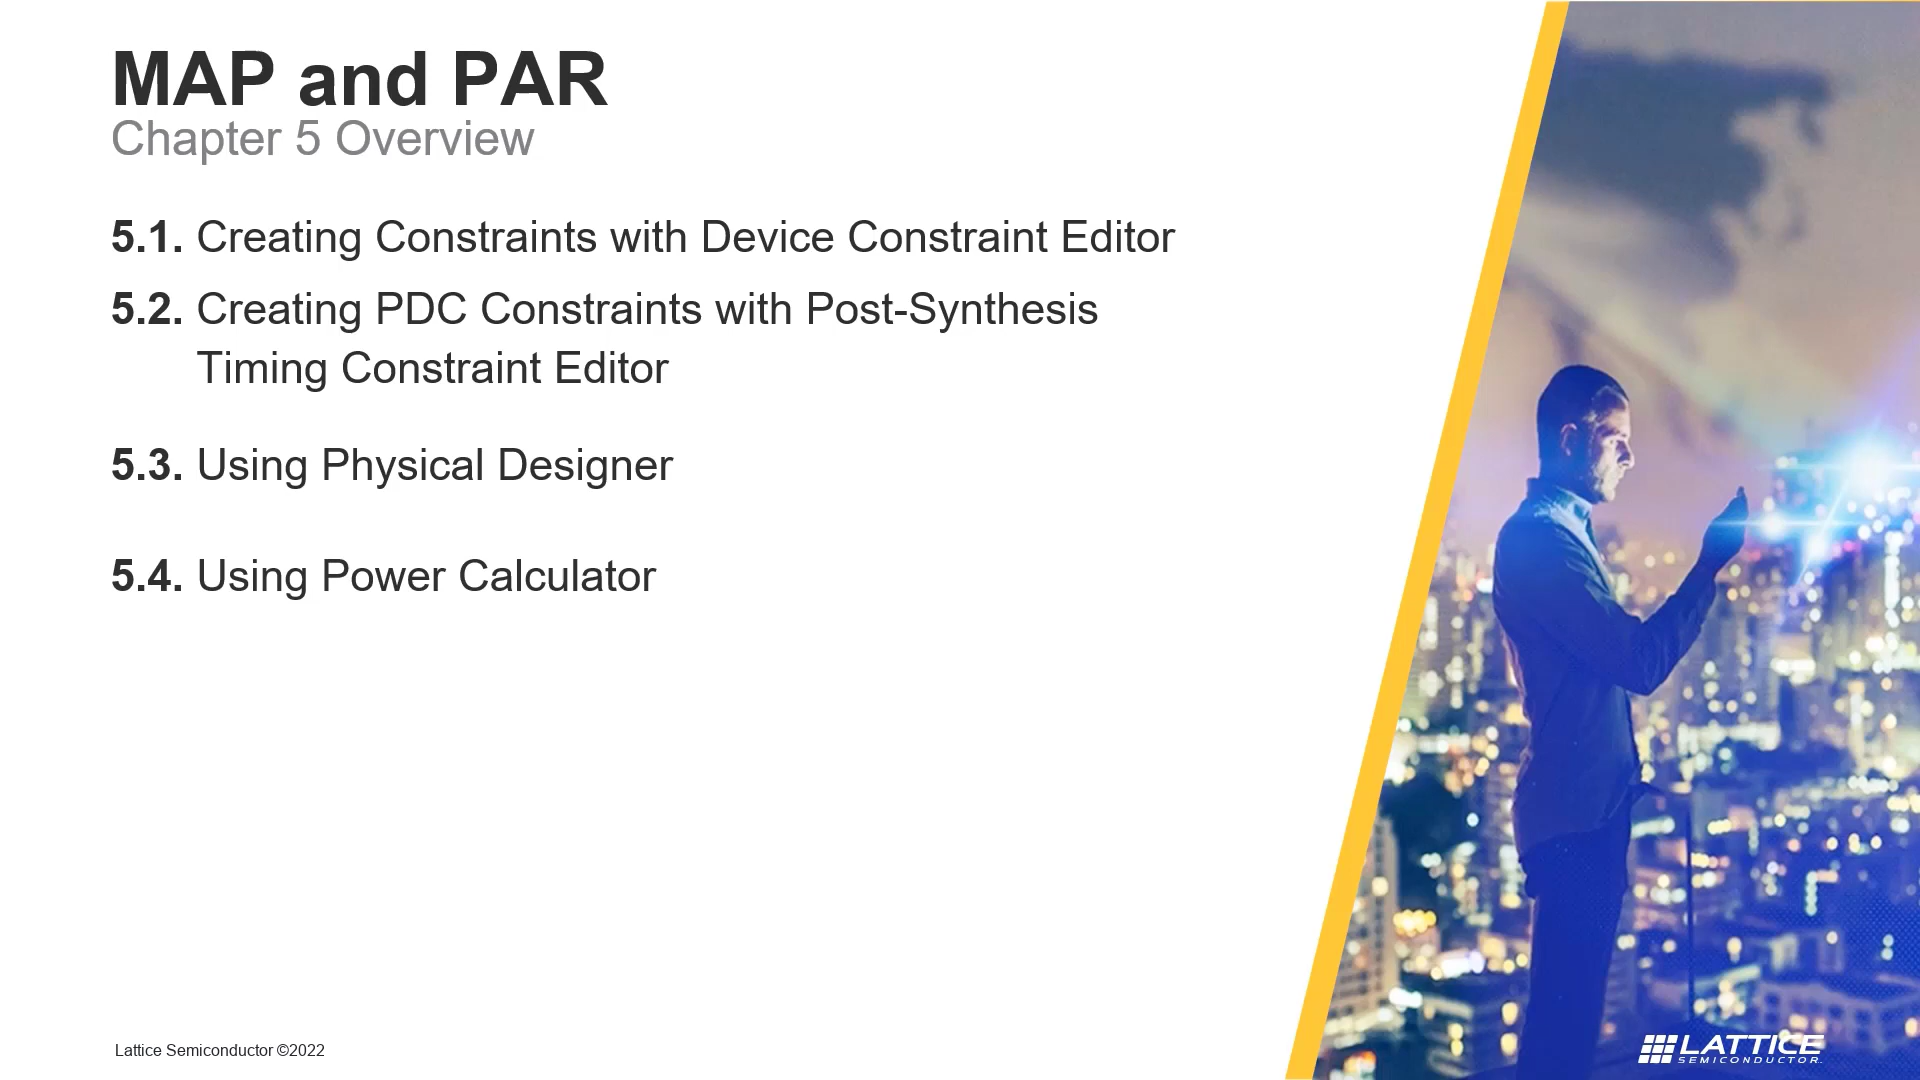 MAP and PAR
Chapter 5 Overview
5.1. Creating Constraints with Device Constraint Editor
5.2. Creating PDC Constraints with Post-Synthesis
Timing Constraint Editor
5.3. Using Physical Designer
5.4. Using Power Calculator
Lattice Semiconductor ©2022
LATTICE
SEMICONDUCTOR.